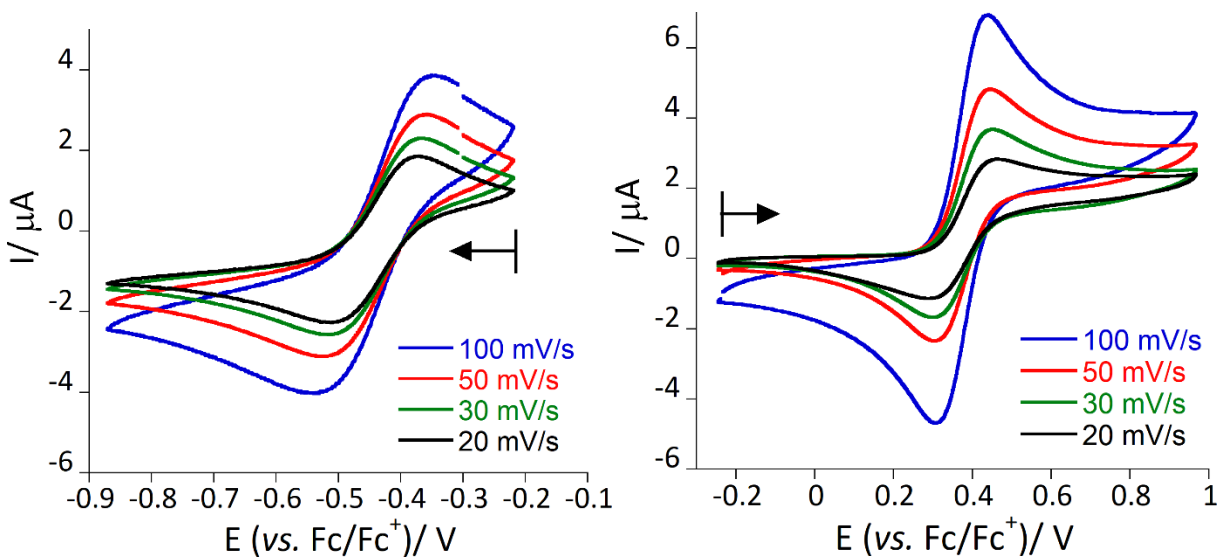 4
2
0
-2
-4
-6
I/ μA
100 mV/s
50 mV/s
30 mV/s
20 mV/s
-0.9 -0.8 -0.7 -0.6 -0.5 -0.4 -0.3 -0.2 -0.1
E (vs. Fc/Fc⁺)/ V
6
4
2
0
-2
-4
-6
I/ μA
100 mV/s
50 mV/s
30 mV/s
20 mV/s
-0.2 0 0.2 0.4 0.6 0.8 1
E (vs. Fc/Fc⁺)/ V